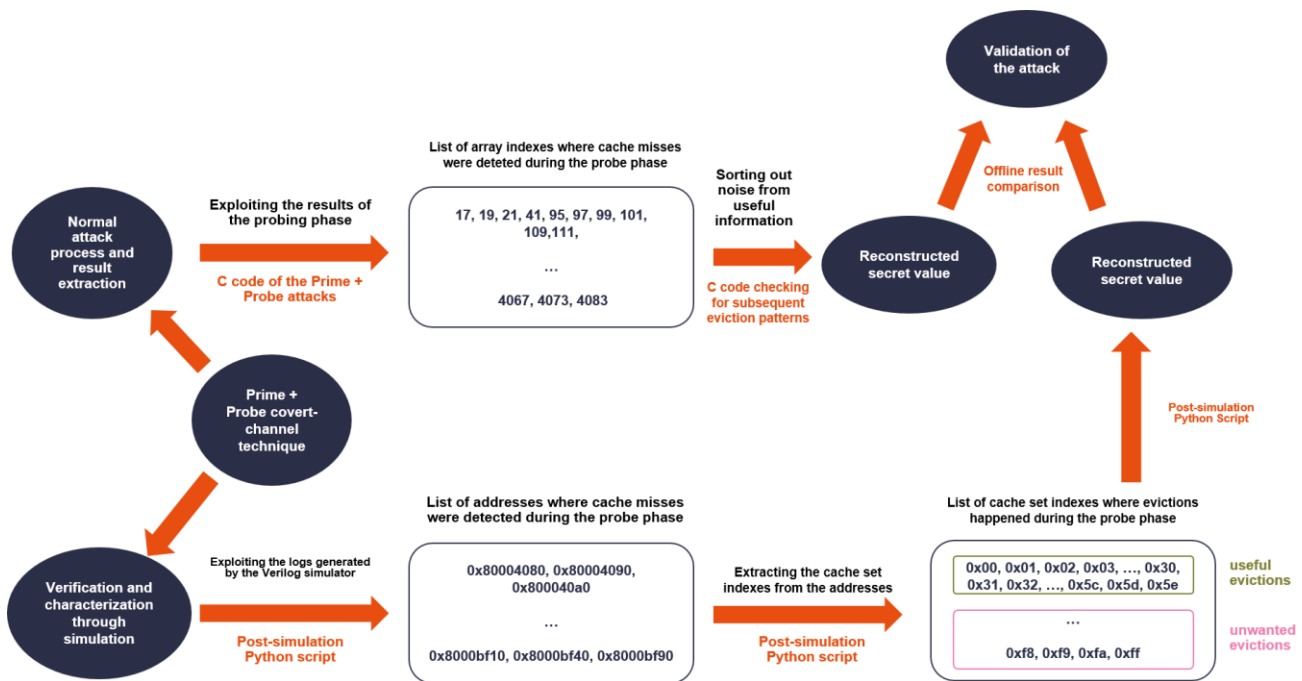 Validation of
the attack
List of array indexes where cache misses
were deteted during the probe phase
Sorting out
noise from
useful
information
Offline result
comparison
Normal
attack
process and
result
extraction
Exploiting the results of
the probing phase
C code of the Prime +
Probe attacks
17, 19, 21, 41, 95, 97, 99, 101,
109,111,
...
4067, 4073, 4083
C code checking
for subsequent
eviction patterns
Reconstructed
secret value
Reconstructed
secret value
Prime +
Probe covert-
channel
technique
Post-simulation
Python Script
List of addresses where cache misses
were detected during the probe phase
List of cache set indexes where evictions
happened during the probe phase
Verification and
characterization
through
simulation
Exploiting the logs generated
by the Verilog simulator
Post-simulation
Python script
0x80004080, 0x80004090,
0x800040a0
...
0x8000bf10, 0x8000bf40, 0x8000bf90
Extracting the cache set
indexes from the addresses
Post-simulation
Python script
0x00, 0x01, 0x02, 0x03, ..., 0x30,
0x31, 0x32, ..., 0x5c, 0x5d, 0x5e
useful
evictions
...
0xf8, 0xf9, 0xfa, 0xff
unwanted
evictions